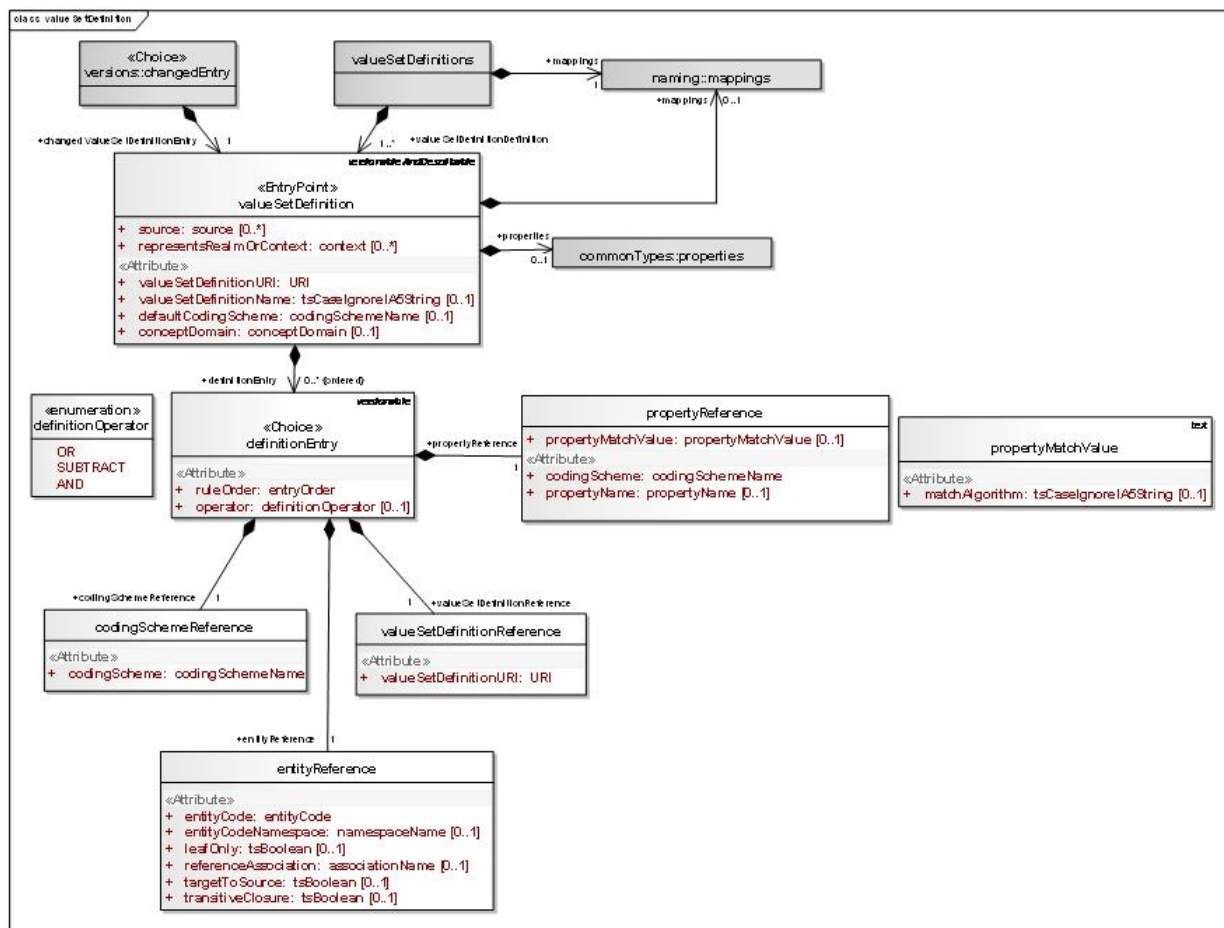 class valueSetDefinition
«Choice»
versions::changedEntry
valueSetDefinitions
+mappings
1
naming::mappings
+mappings
0..1
+changedValueSetDefinitionEntry
1
1..*
+valueSetDefinitionDefinition
versionableAndDescribable
«EntryPoint»
valueSetDefinition
+ source: source [0..*]
+ representsRealmOrContext: context [0..*]
«Attribute»
+ valueSetDefinitionURI: URI
+ valueSetDefinitionName: tsCaseIgnoreIA5String [0..1]
+ defaultCodingScheme: codingSchemeName [0..1]
+ conceptDomain: conceptDomain [0..1]
+properties
0..1
commonTypes::properties
+definitionEntry
0..* {ordered}
«enumeration»
definitionOperator
OR
SUBTRACT
AND
versionable
«Choice»
definitionEntry
«Attribute»
+ ruleOrder: entryOrder
+ operator: definitionOperator [0..1]
+propertyReference
1
propertyReference
+ propertyMatchValue: propertyMatchValue [0..1]
«Attribute»
+ codingScheme: codingSchemeName
+ propertyName: propertyName [0..1]
text
propertyMatchValue
«Attribute»
+ matchAlgorithm: tsCaseIgnoreIA5String [0..1]
+codingSchemeReference
1
codingSchemeReference
«Attribute»
+ codingScheme: codingSchemeName
1
+valueSetDefinitionReference
valueSetDefinitionReference
«Attribute»
+ valueSetDefinitionURI: URI
+entityReference
1
entityReference
«Attribute»
+ entityCode: entityCode
+ entityCodeNamespace: namespaceName [0..1]
+ leafOnly: tsBoolean [0..1]
+ referenceAssociation: associationName [0..1]
+ targetToSource: tsBoolean [0..1]
+ transitiveClosure: tsBoolean [0..1]